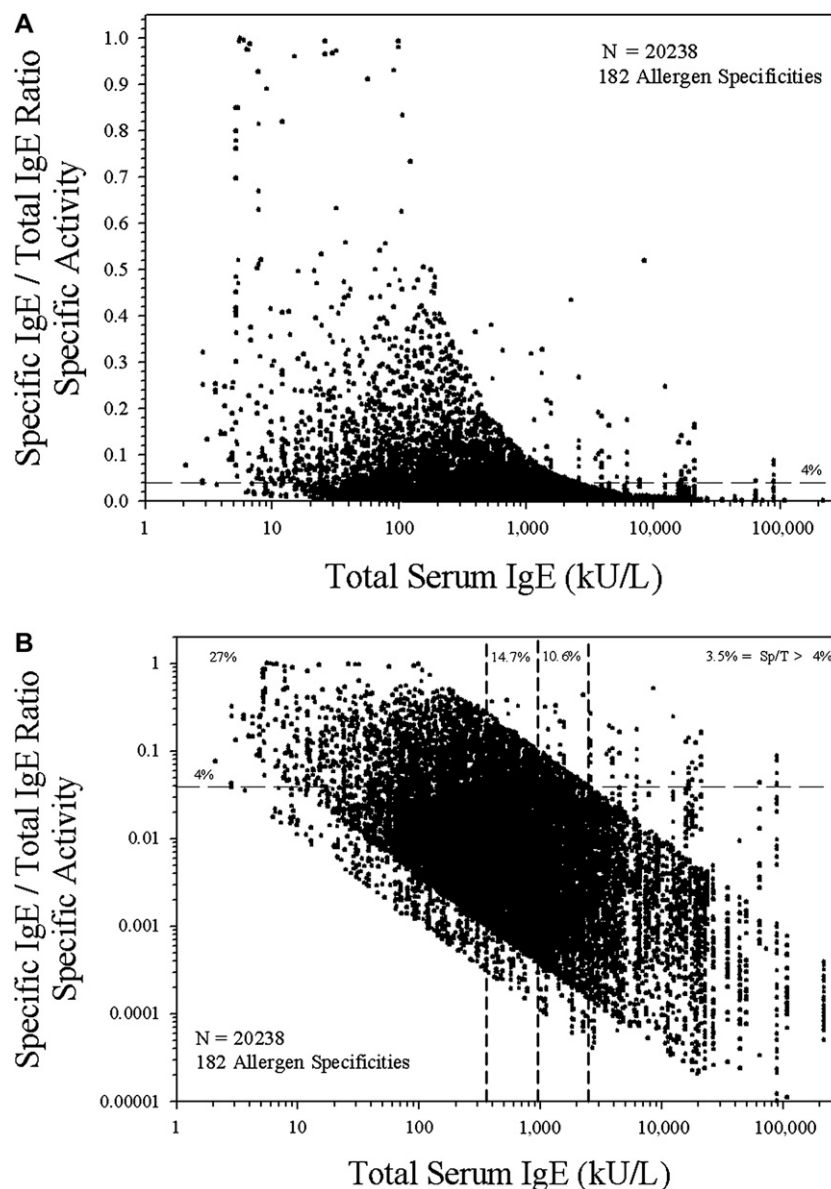 A
Specific IgE / Total IgE Ratio
Specific Activity
1.0
0.9
0.8
0.7
0.6
0.5
0.4
0.3
0.2
0.1
0.0
N = 20238
182 Allergen Specificities
4%
1 10 100 1,000 10,000 100,000
Total Serum IgE (kU/L)
B
Specific IgE / Total IgE Ratio
Specific Activity
1
0.1
0.01
0.001
0.0001
0.00001
27% 14.7% 10.6% 3.5% = Sp/T > 4%
4%
N = 20238
182 Allergen Specificities
1 10 100 1,000 10,000 100,000
Total Serum IgE (kU/L)